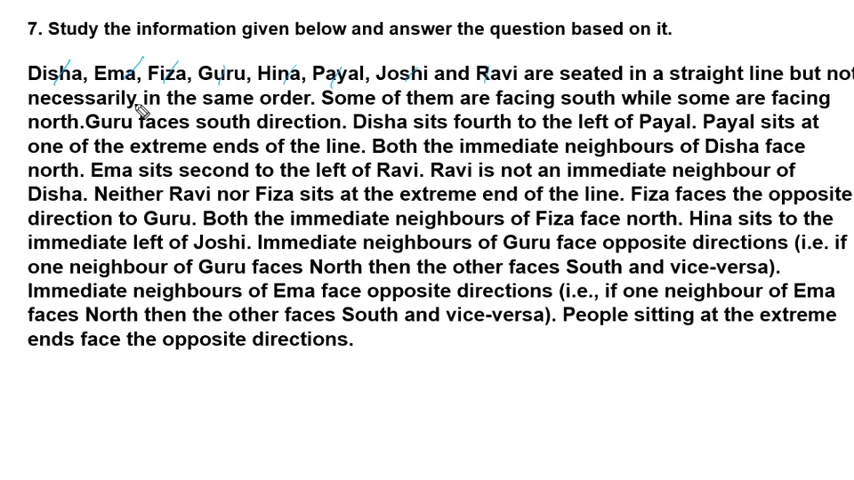 7. Study the information given below and answer the question based on it.
Disha, Ema, Fiza, Guru, Hina, Payal, Joshi and Ravi are seated in a straight line but not
necessarily in the same order. Some of them are facing south while some are facing
north.Guru faces south direction. Disha sits fourth to the left of Payal. Payal sits at
one of the extreme ends of the line. Both the immediate neighbours of Disha face
north. Ema sits second to the left of Ravi. Ravi is not an immediate neighbour of
Disha. Neither Ravi nor Fiza sits at the extreme end of the line. Fiza faces the opposite
direction to Guru. Both the immediate neighbours of Fiza face north. Hina sits to the
immediate left of Joshi. Immediate neighbours of Guru face opposite directions (i.e. if
one neighbour of Guru faces North then the other faces South and vice-versa).
Immediate neighbours of Ema face opposite directions (i.e., if one neighbour of Ema
faces North then the other faces South and vice-versa). People sitting at the extreme
ends face the opposite directions.